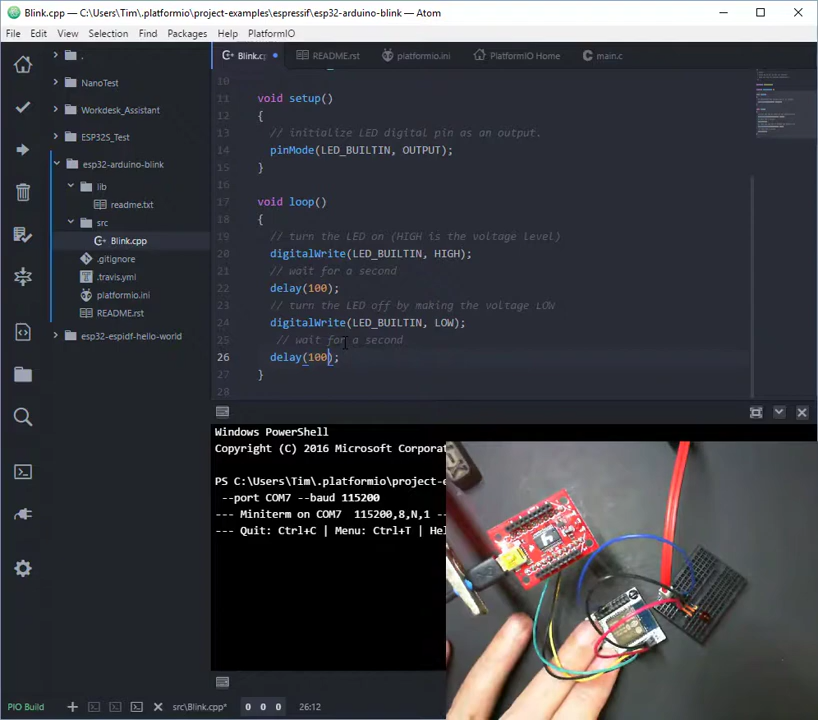 Blink.cpp — C:\Users\Tim\.platformio\project-examples\espressif\esp32-arduino-blink — Atom
File Edit View Selection Find Packages Help PlatformIO
.
NanoTest
Workdesk_Assistant
ESP32S_Test
esp32-arduino-blink
lib
readme.txt
src
Blink.cpp
.gitignore
.travis.yml
platformio.ini
README.rst
esp32-espidf-hello-world
Blink.cp README.rst platformio.ini PlatformIO Home main.c
10
11 void setup()
12 {
13 // initialize LED digital pin as an output.
14 pinMode(LED_BUILTIN, OUTPUT);
15 }
16
17 void loop()
18 {
19 // turn the LED on (HIGH is the voltage level)
20 digitalWrite(LED_BUILTIN, HIGH);
21 // wait for a second
22 delay(100);
23 // turn the LED off by making the voltage LOW
24 digitalWrite(LED_BUILTIN, LOW);
25 // wait for a second
26 delay(100);
27 }
28
Windows PowerShell
Copyright (C) 2016 Microsoft Corporat
PS C:\Users\Tim\.platformio\project-e
--port COM7 --baud 115200
--- Miniterm on COM7 115200,8,N,1 --
--- Quit: Ctrl+C | Menu: Ctrl+T | Hel
PIO Build src\Blink.cpp* 0 0 0 26:12